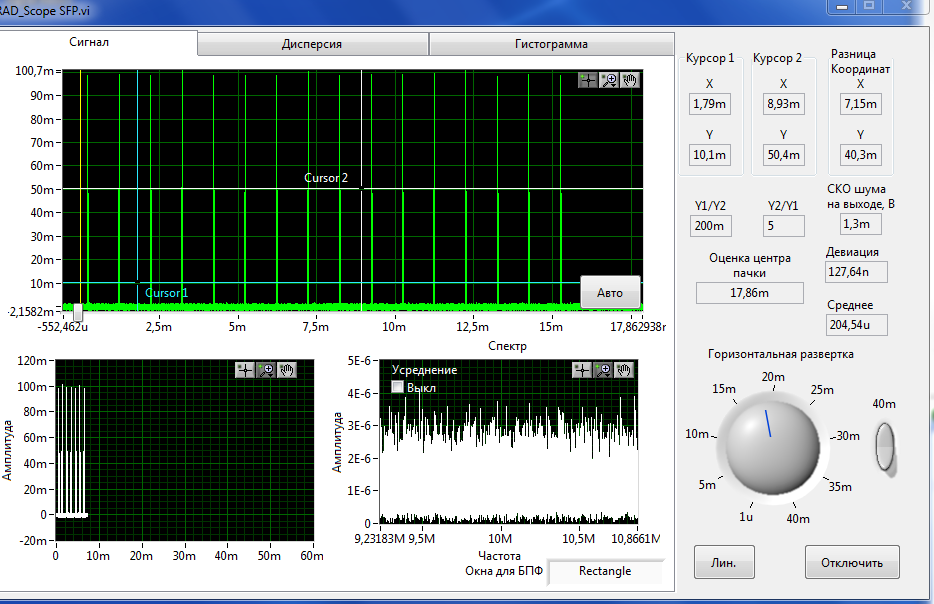 RAD_Scope SFP.vi
Сигнал
Дисперсия
Гистограмма
100,7m
90m
80m
70m
60m
50m
40m
30m
20m
10m
-2,1582m
Cursor 2
Cursor 1
Авто
-552,462u 2,5m 5m 7,5m 10m 12,5m 15m 17,862938m
Курсор 1
X
1,79m
Y
10,1m
Курсор 2
X
8,93m
Y
50,4m
Разница
Координат
X
7,15m
Y
40,3m
Y1/Y2
200m
Y2/Y1
5
СКО шума
на выходе, В
1,3m
Оценка центра
пачки
17,86m
Девиация
127,64n
Среднее
204,54u
Амплитуда
120m
100m
80m
60m
40m
20m
0
-20m
0 10m 20m 30m 40m 50m 60m
Спектр
Амплитуда
5E-6
4E-6
3E-6
2E-6
1E-6
0
Усреднение
Выкл
9,23183M 9,5M 10M 10,5M 10,8661M
Частота
Окна для БПФ
Rectangle
Горизонтальная развертка
1u
5m
10m
15m
20m
25m
30m
35m
40m
40m
Лин.
Отключить